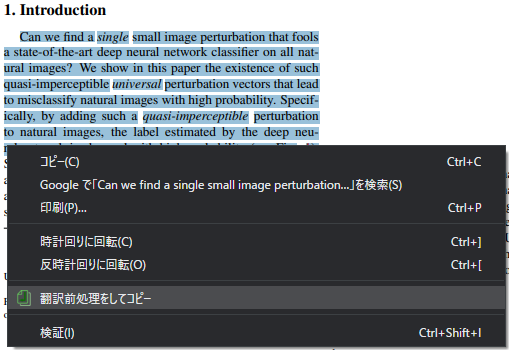 1. Introduction
Can we find a single small image perturbation that fools
a state-of-the-art deep neural network classifier on all nat-
ural images? We show in this paper the existence of such
quasi-imperceptible universal perturbation vectors that lead
to misclassify natural images with high probability. Specif-
ically, by adding such a quasi-imperceptible perturbation
to natural images, the label estimated by the deep neu-
コピー(C) Ctrl+C
Google で「Can we find a single small image perturbation...」を検索(S)
印刷(P)... Ctrl+P
時計回りに回転(C) Ctrl+]
反時計回りに回転(O) Ctrl+[
翻訳前処理をしてコピー
検証(I) Ctrl+Shift+I